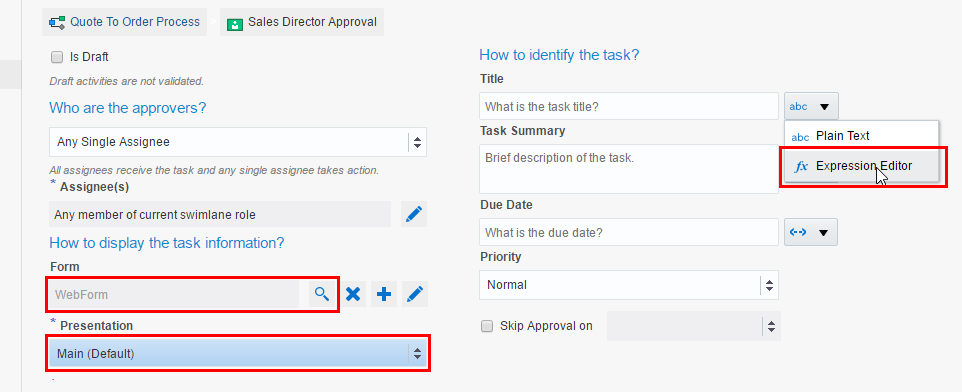 Quote To Order Process
Sales Director Approval
Is Draft
Draft activities are not validated.
Who are the approvers?
Any Single Assignee
All assignees receive the task and any single assignee takes action.
* Assignee(s)
Any member of current swimlane role
How to display the task information?
Form
WebForm
* Presentation
Main (Default)
How to identify the task?
Title
What is the task title?
abc
abc Plain Text
fx Expression Editor
Task Summary
Brief description of the task.
Due Date
What is the due date?
Priority
Normal
Skip Approval on